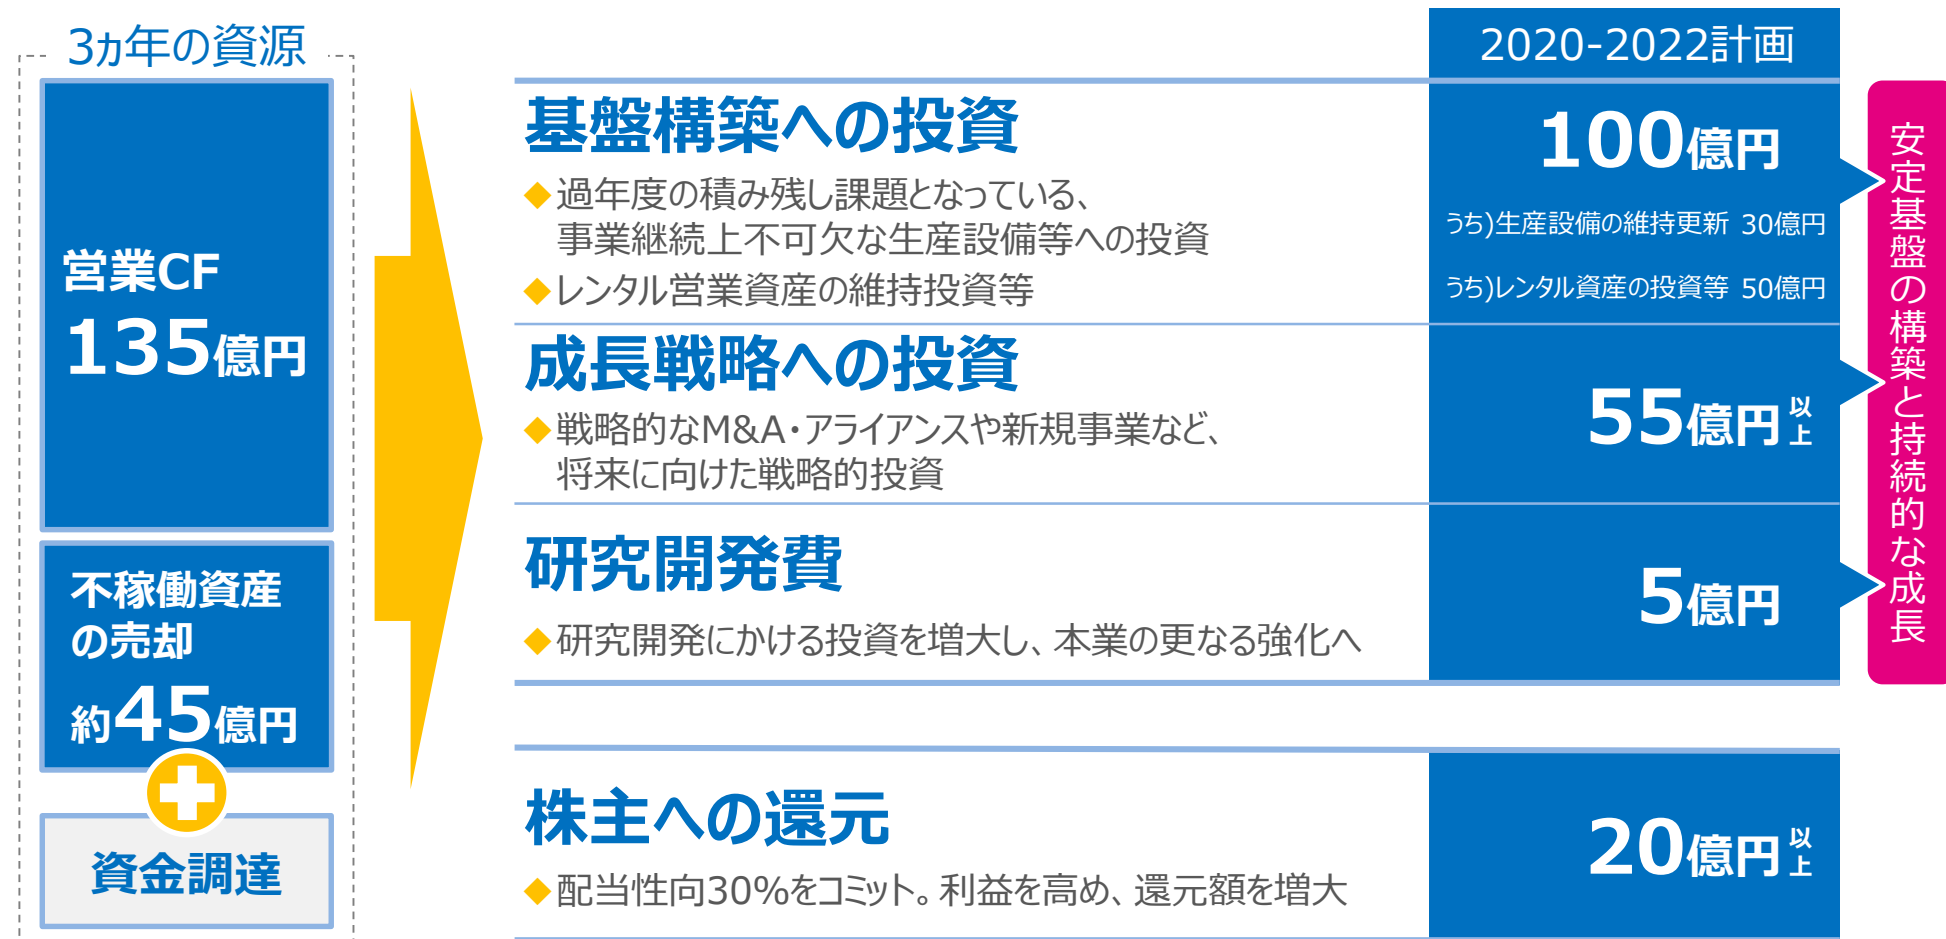 3ヵ年の資源
営業CF
135億円
不稼働資産
の売却
約45億円
資金調達
2020-2022計画
基盤構築への投資
◆過年度の積み残し課題となっている、
事業継続上不可欠な生産設備等への投資
◆レンタル営業資産の維持投資等
100億円
うち)生産設備の維持更新 30億円
うち)レンタル資産の投資等 50億円
成長戦略への投資
◆戦略的なM&A・アライアンスや新規事業など、
将来に向けた戦略的投資
55億円以上
研究開発費
◆研究開発にかける投資を増大し、本業の更なる強化へ
5億円
安定基盤の構築と持続的な成長
株主への還元
◆配当性向30%をコミット。利益を高め、還元額を増大
20億円以上